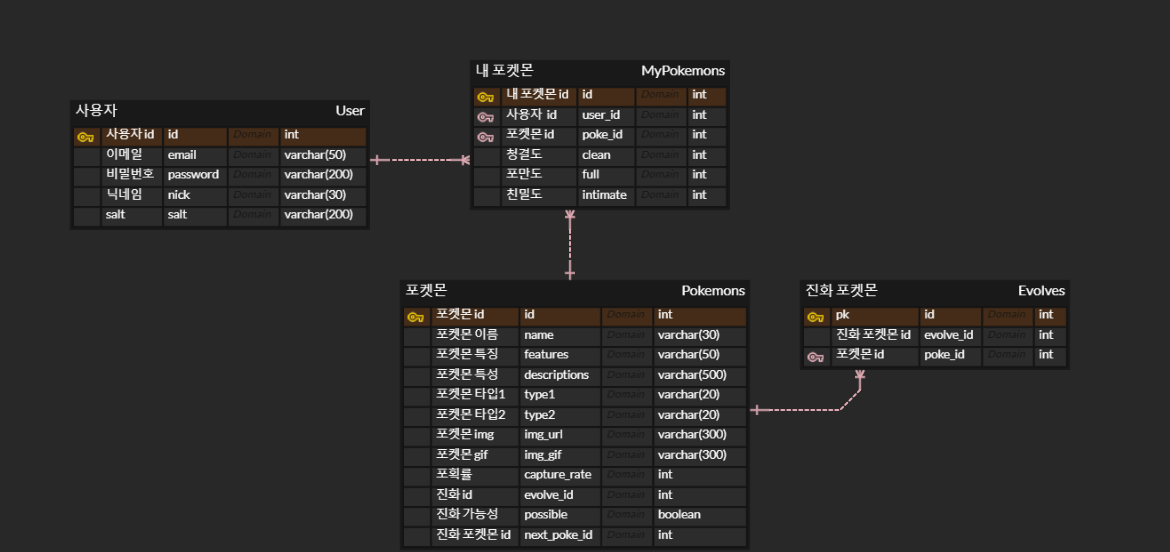 사용자 User
사용자 id id Domain int
이메일 email Domain varchar(50)
비밀번호 password Domain varchar(200)
닉네임 nick Domain varchar(30)
salt salt Domain varchar(200)
내 포켓몬 MyPokemons
내 포켓몬 id id Domain int
사용자 id user_id Domain int
포켓몬 id poke_id Domain int
청결도 clean Domain int
포만도 full Domain int
친밀도 intimate Domain int
포켓몬 Pokemons
포켓몬 id id Domain int
포켓몬 이름 name Domain varchar(30)
포켓몬 특징 features Domain varchar(50)
포켓몬 특성 descriptions Domain varchar(500)
포켓몬 타입1 type1 Domain varchar(20)
포켓몬 타입2 type2 Domain varchar(20)
포켓몬 img img_url Domain varchar(300)
포켓몬 gif img_gif Domain varchar(300)
포획률 capture_rate Domain int
진화 id evolve_id Domain int
진화 가능성 possible Domain boolean
진화 포켓몬 id next_poke_id Domain int
진화 포켓몬 Evolves
pk id Domain int
진화 포켓몬 id evolve_id Domain int
포켓몬 id poke_id Domain int